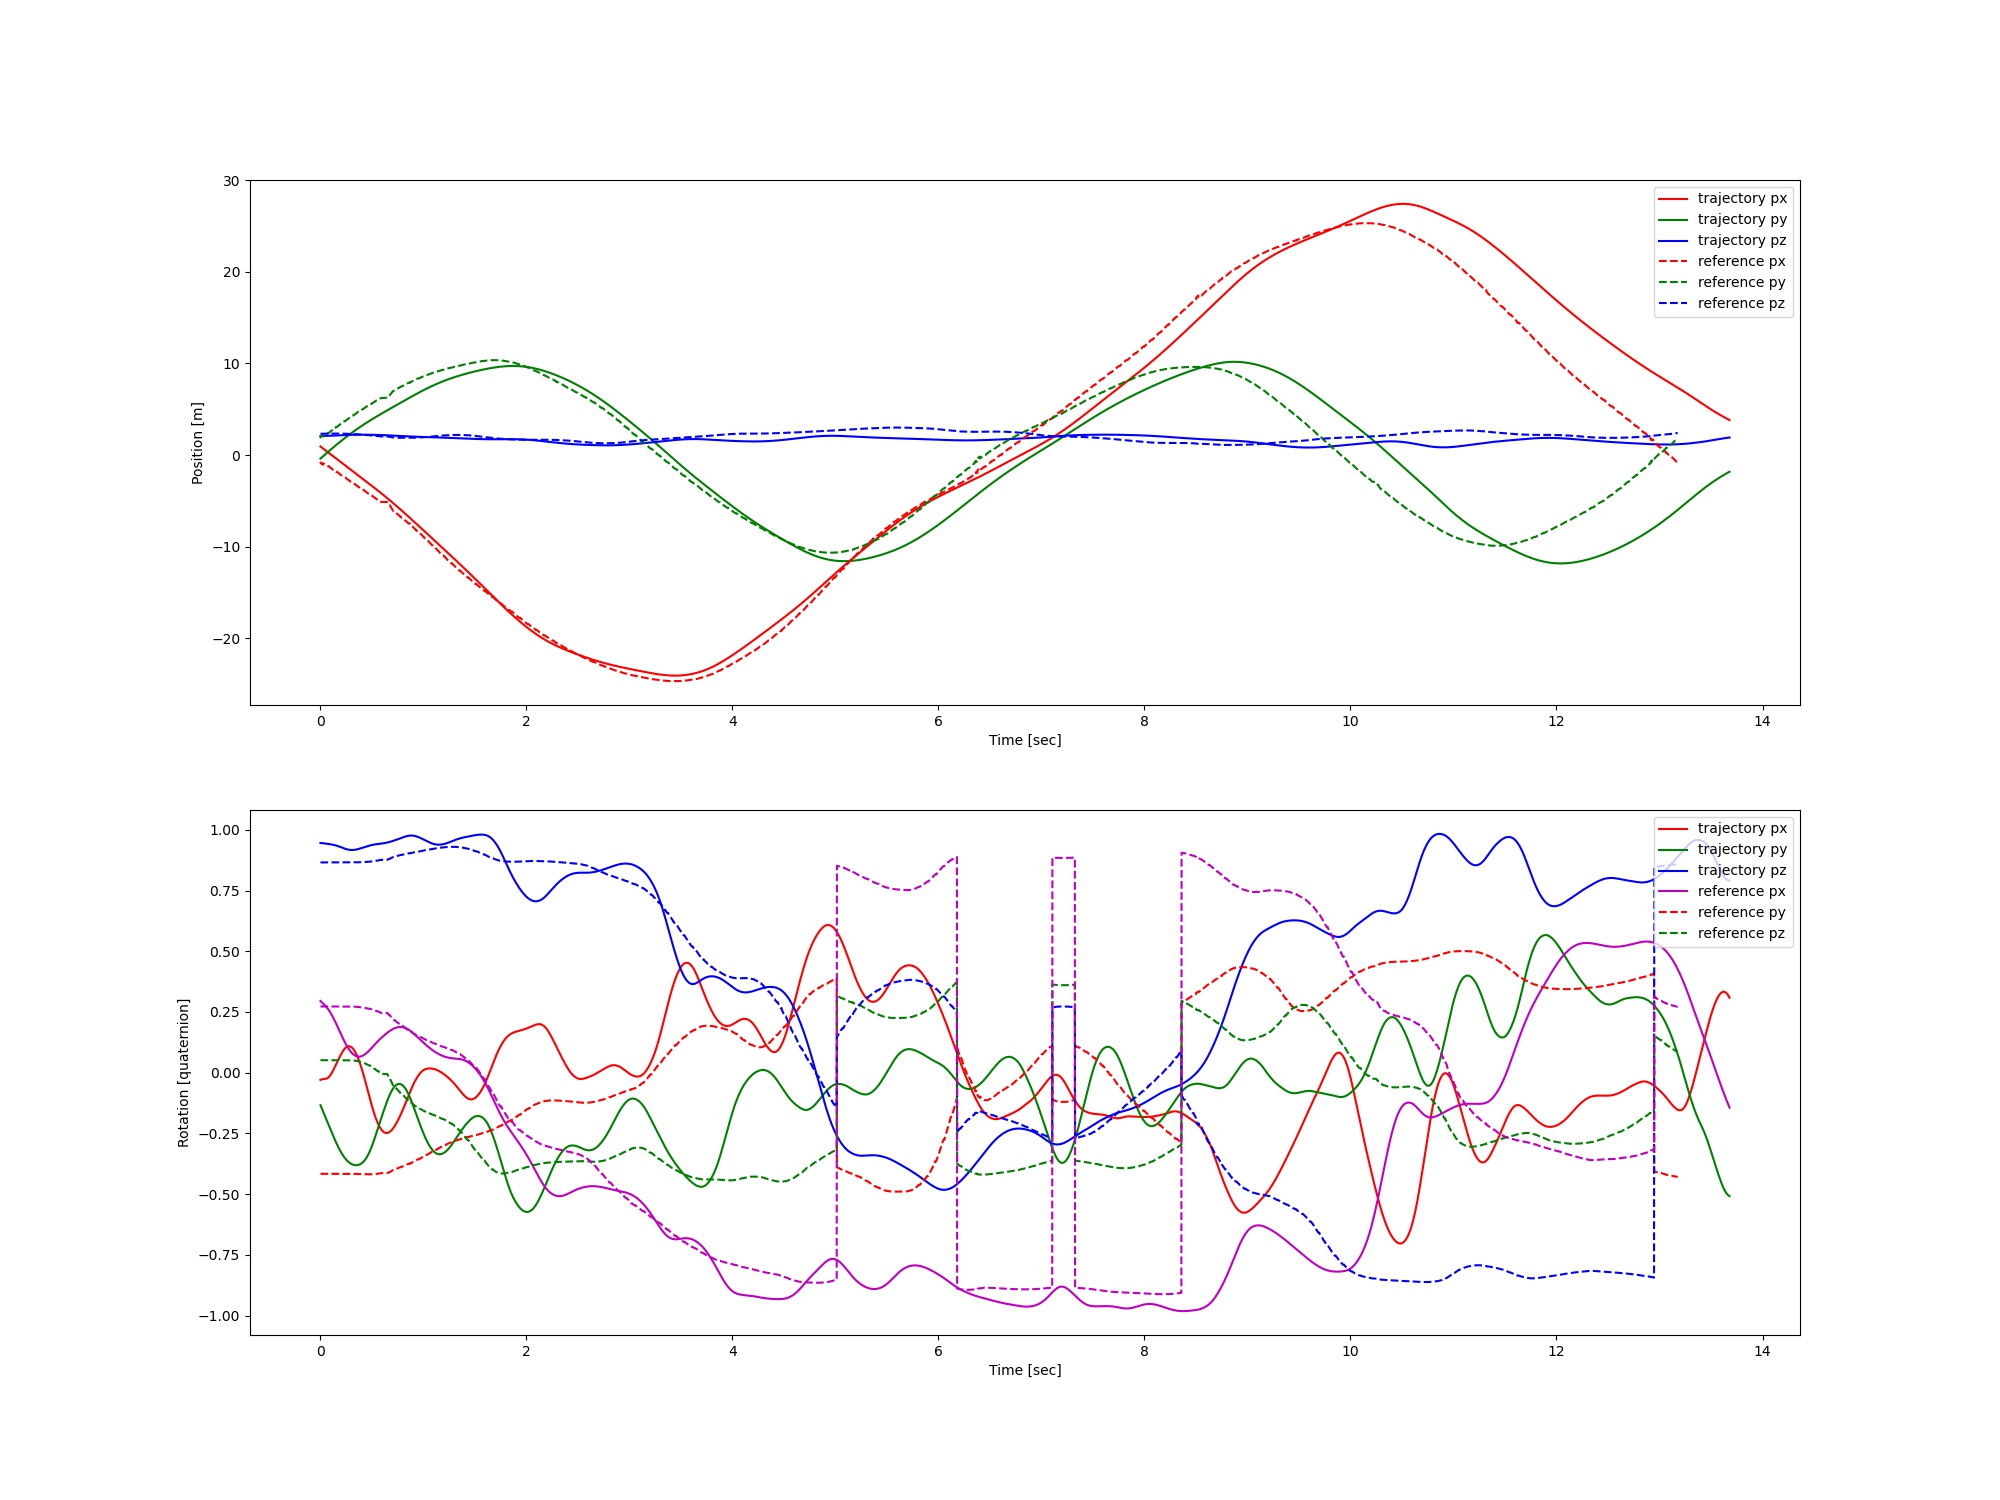 30
20
10
0
−10
−20
Position [m]
trajectory px
trajectory py
trajectory pz
reference px
reference py
reference pz
0 2 4 6 8 10 12 14
Time [sec]
1.00
0.75
0.50
0.25
0.00
−0.25
−0.50
−0.75
−1.00
Rotation [quaternion]
trajectory px
trajectory py
trajectory pz
reference px
reference py
reference pz
0 2 4 6 8 10 12 14
Time [sec]